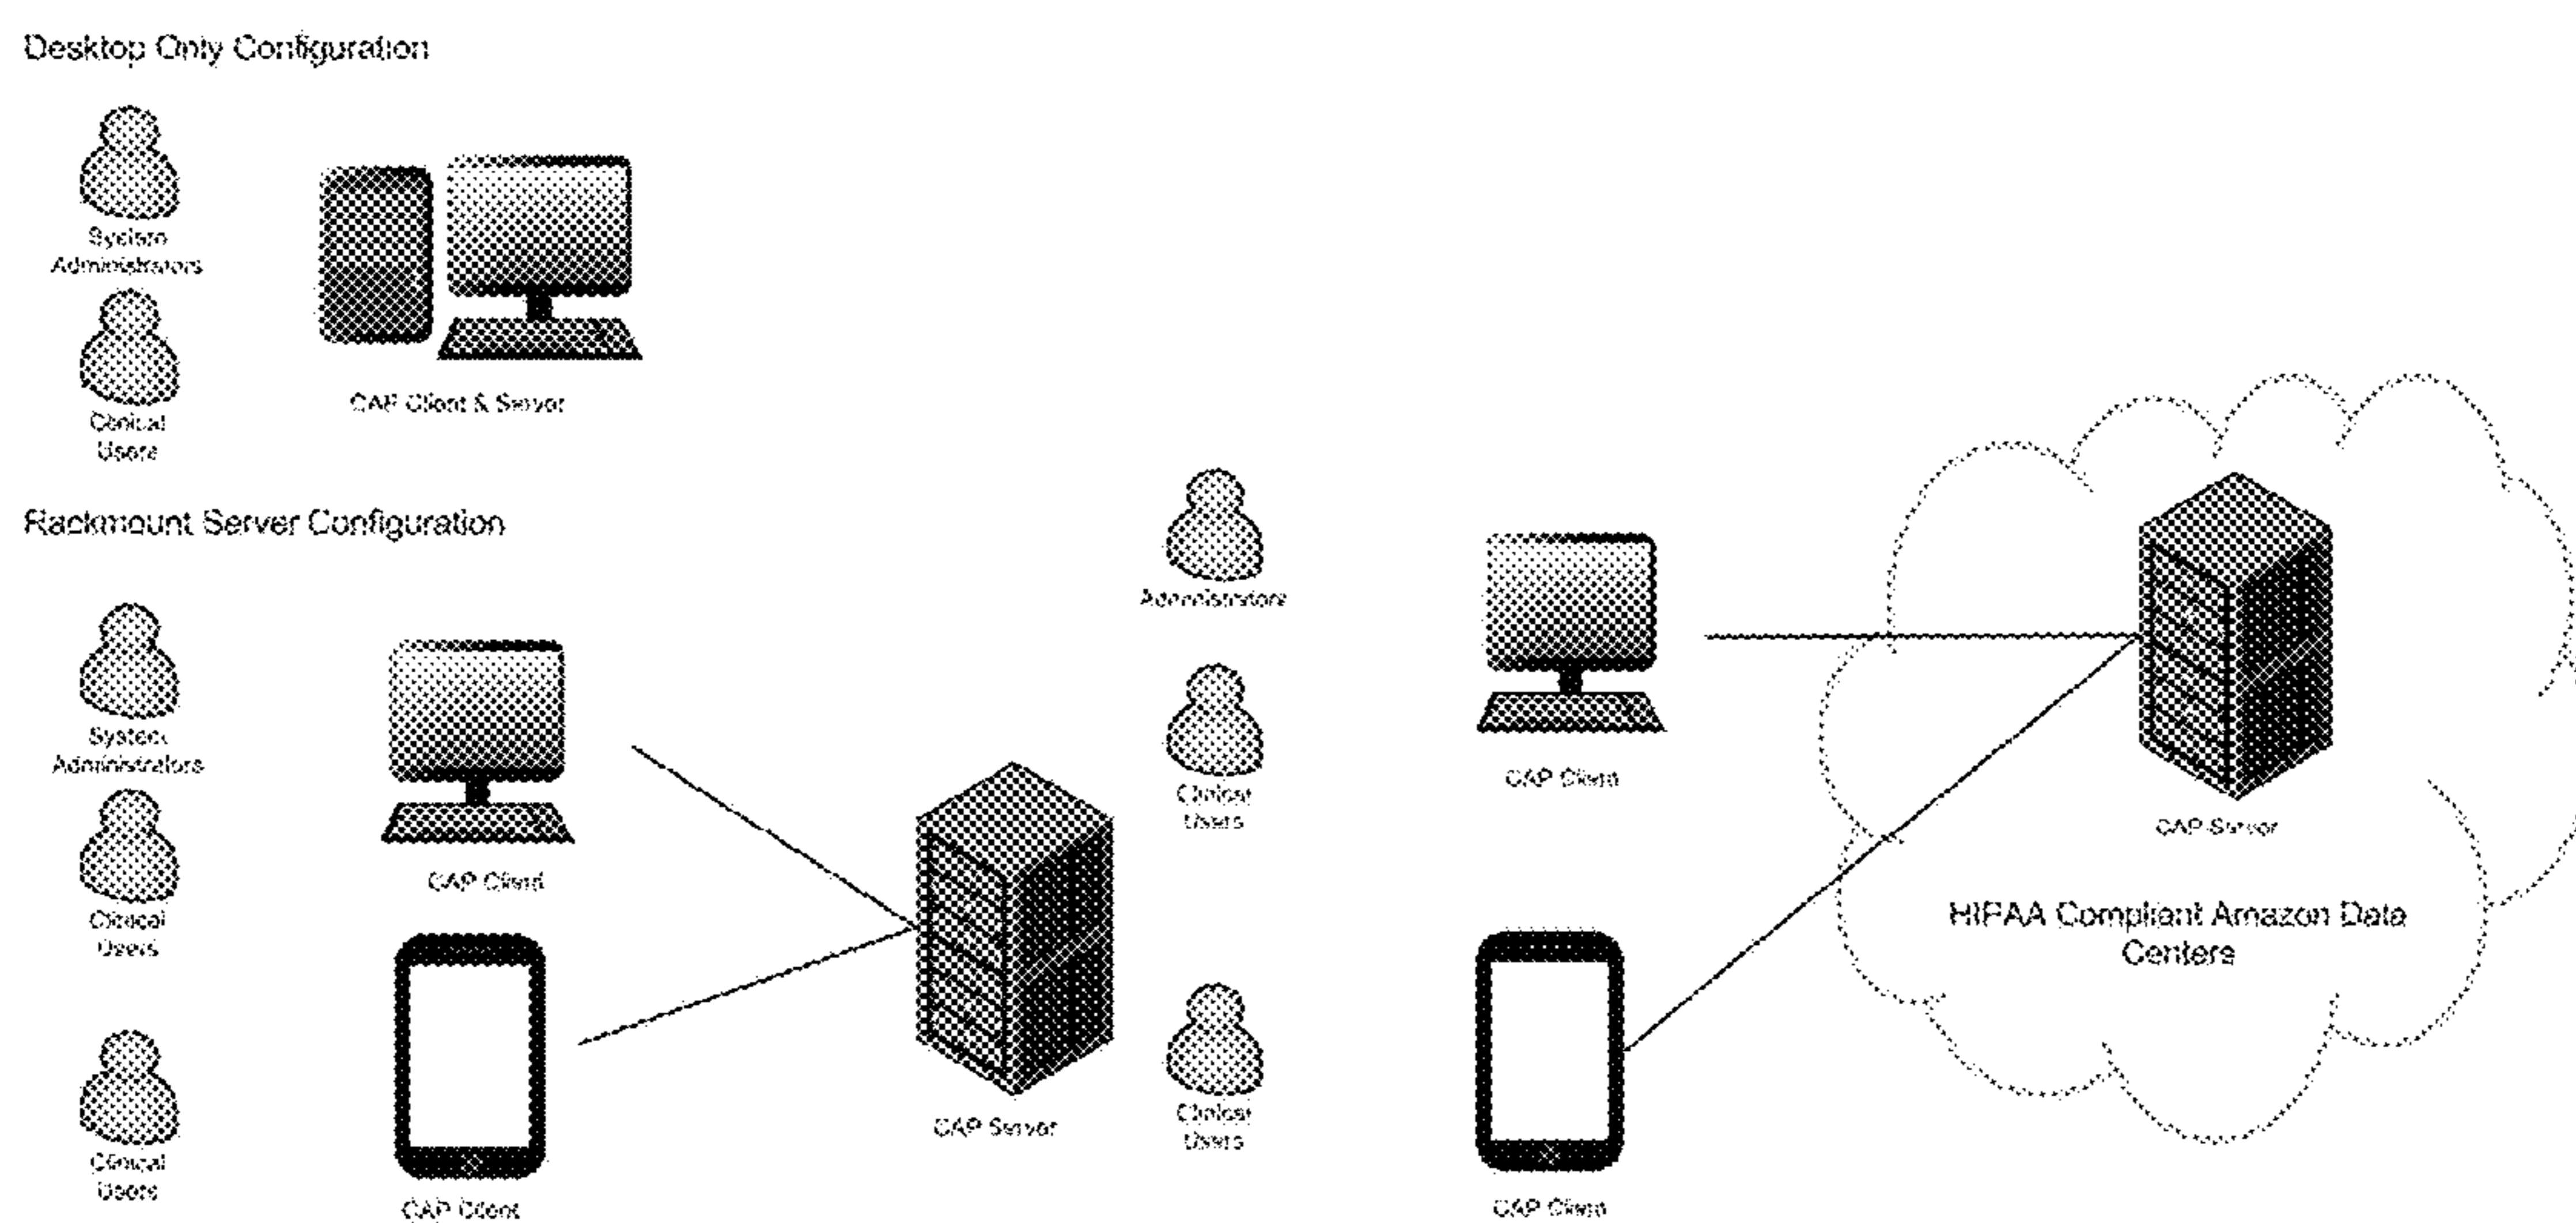 Desktop Only Configuration
System
Administrators
Clinical
Users
CAP Client & Server
Rackmount Server Configuration
System
Administrators
Clinical
Users
Clinical
Users
CAP Client
CAP Client
CAP Server
Administrators
Clinical
Users
Clinical
Users
CAP Client
CAP Client
CAP Server
HIPAA Compliant Amazon Data
Centers